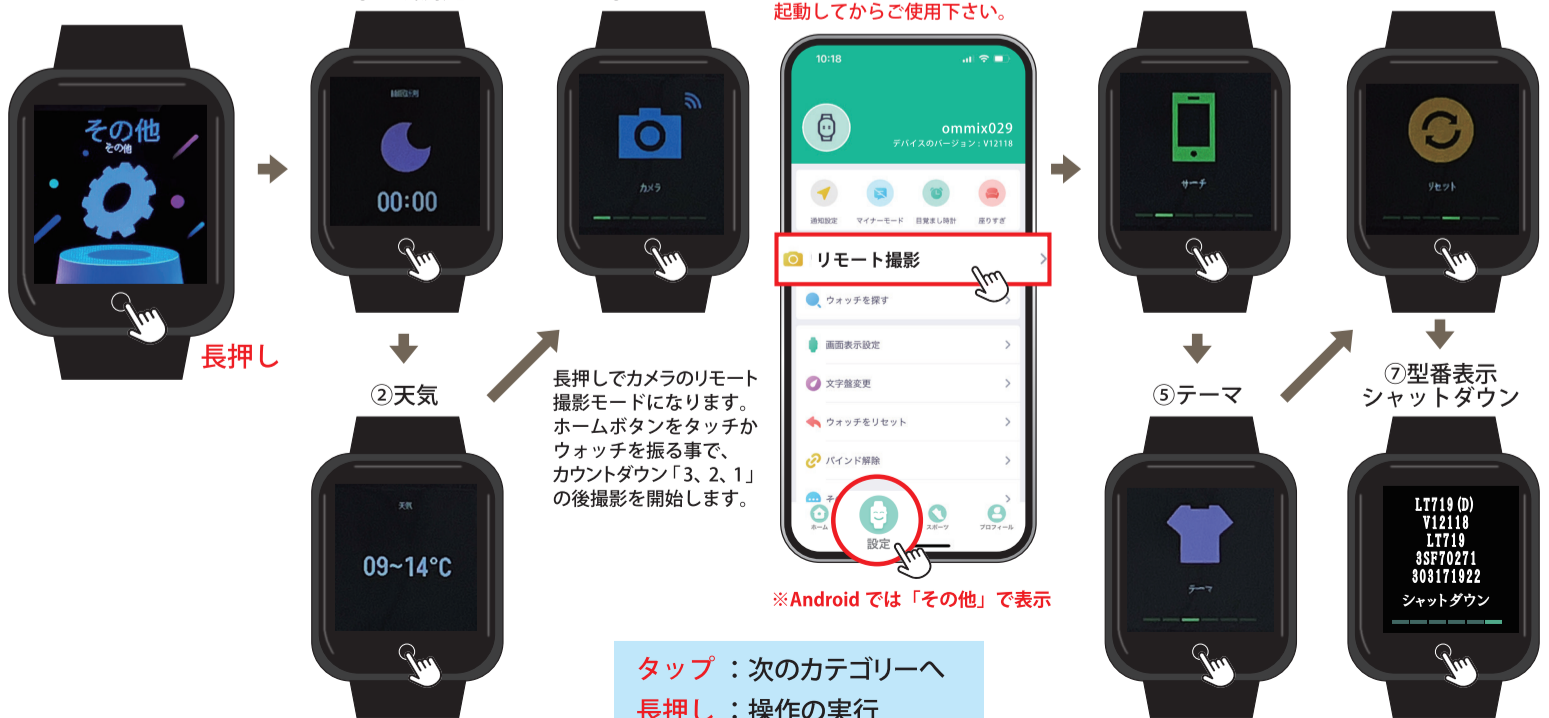 起動してからご使用下さい。
その他
その他
長押し
00:00
カメラ
10:18
ommix029
デバイスのバージョン : V12118
通知設定
マイナーモード
目覚まし時計
座りすぎ
リモート撮影
ウォッチを探す
画面表示設定
文字盤変更
ウォッチをリセット
バインド解除
ホーム
設定
スポーツ
プロフィール
※Android では「その他」で表示
サーチ
リセット
②天気
天気
09~14°C
長押しでカメラのリモート
撮影モードになります。
ホームボタンをタッチか
ウォッチを振る事で、
カウントダウン「3、2、1」
の後撮影を開始します。
⑤テーマ
テーマ
⑦型番表示
シャットダウン
LT719 (D)
V12118
LT719
3SF70271
303171922
シャットダウン
タップ ：次のカテゴリーへ
長押し ：操作の実行